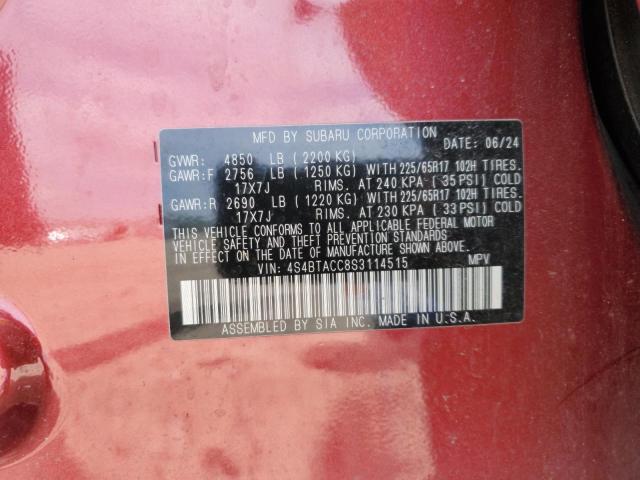 MFD BY SUBARU CORPORATION
DATE: 06/24
GVWR: 4850 LB (2200 KG)
GAWR:F 2756 LB (1250 KG) WITH 225/65R17 102H TIRES.
17X7J RIMS. AT 240 KPA (35 PSI) COLD
GAWR:R 2690 LB (1220 KG) WITH 225/65R17 102H TIRES.
17X7J RIMS. AT 230 KPA (33 PSI) COLD
THIS VEHICLE CONFORMS TO ALL APPLICABLE FEDERAL MOTOR
VEHICLE SAFETY AND THEFT PREVENTION STANDARDS
IN EFFECT ON THE DATE OF MANUFACTURE SHOWN ABOVE.
VIN: 4S4BTACC8S3114515 MPV
ASSEMBLED BY SIA INC. MADE IN U.S.A.